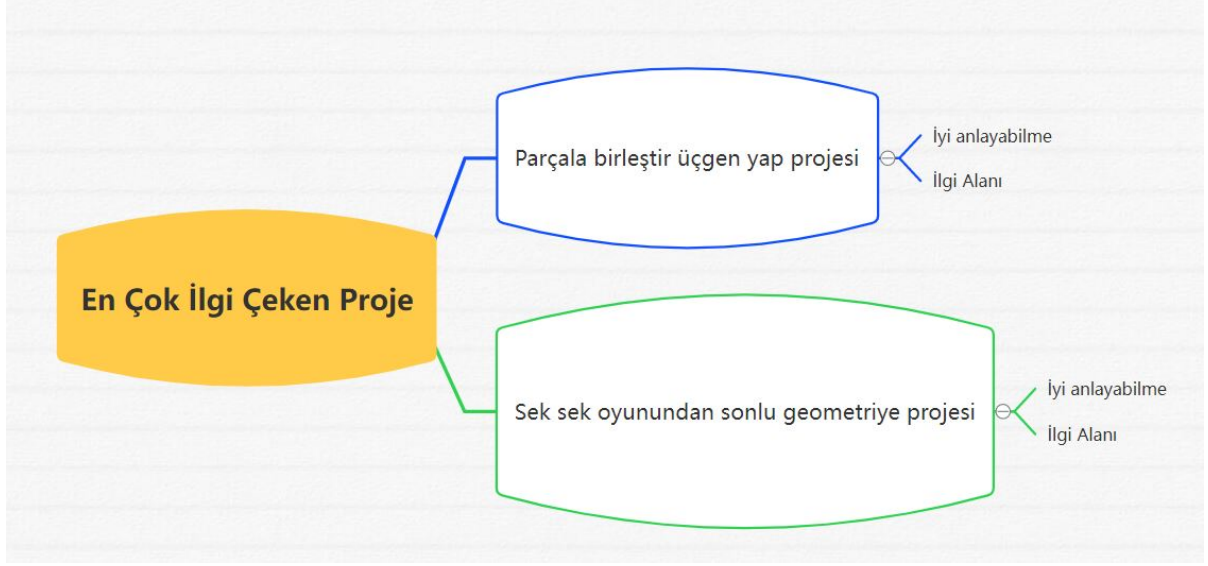 En Çok İlgi Çeken Proje
Parçala birleştir üçgen yap projesi
İyi anlayabilme
İlgi Alanı
Sek sek oyunundan sonlu geometriye projesi
İyi anlayabilme
İlgi Alanı